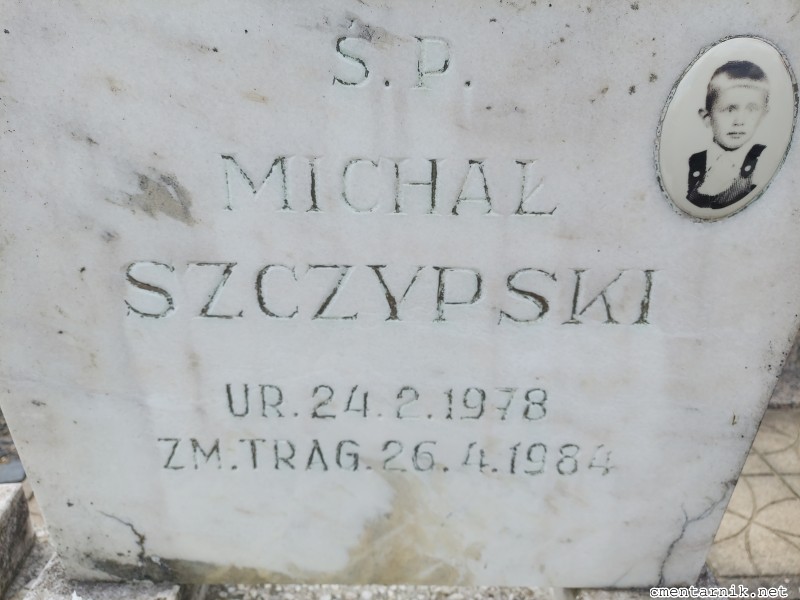 Ś.P.
MICHAŁ
SZCZYPSKI
UR.24.2.1978
ZM.TRAG.26.4.1984
cmentarnik.net